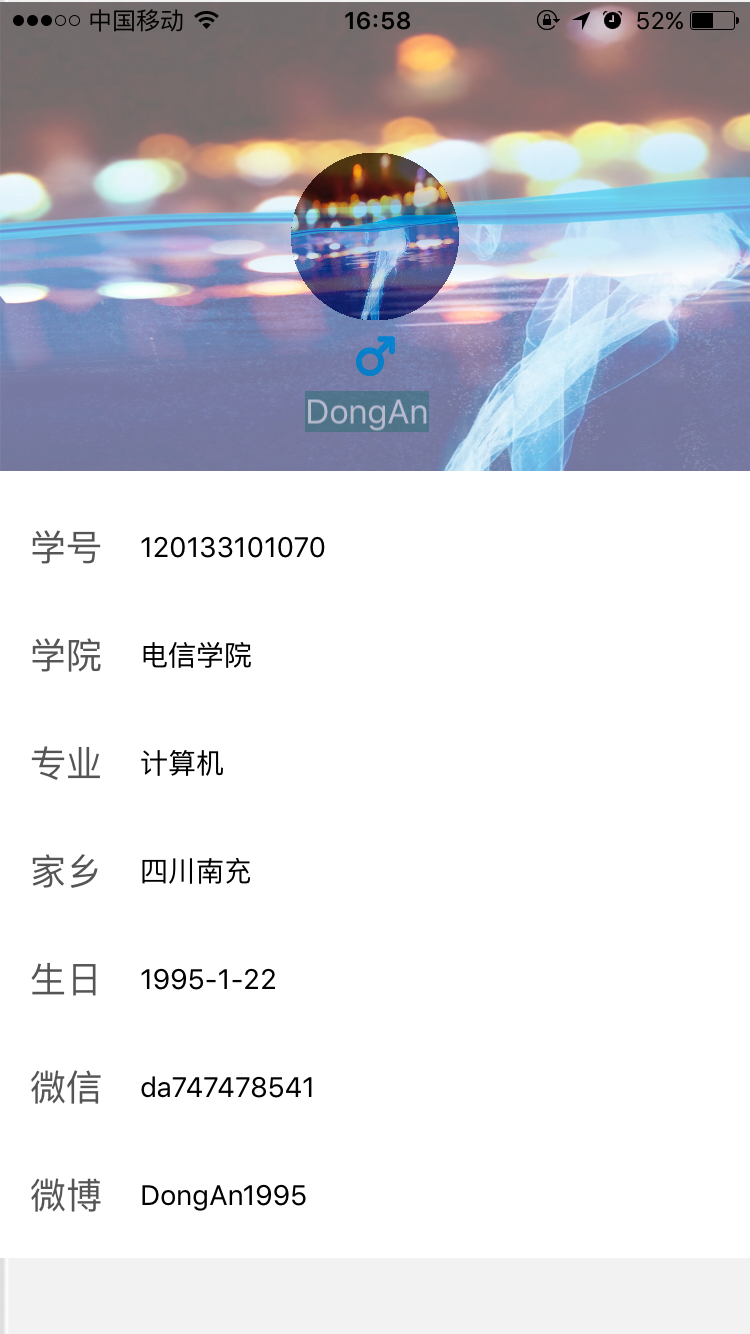 中国移动 16:58 52%
DongAn
学号 120133101070
学院 电信学院
专业 计算机
家乡 四川南充
生日 1995-1-22
微信 da747478541
微博 DongAn1995